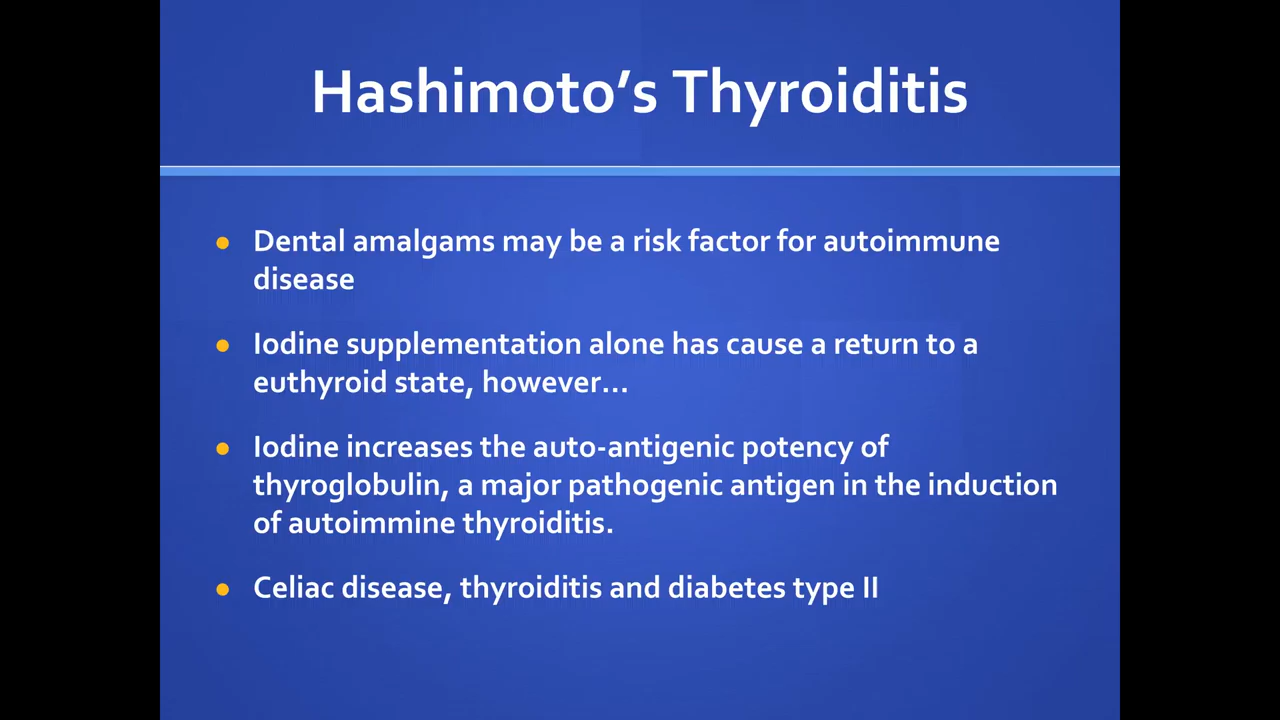 Hashimoto’s Thyroiditis
Dental amalgams may be a risk factor for autoimmune
disease
Iodine supplementation alone has cause a return to a
euthyroid state, however…
Iodine increases the auto-antigenic potency of
thyroglobulin, a major pathogenic antigen in the induction
of autoimmine thyroiditis.
Celiac disease, thyroiditis and diabetes type II